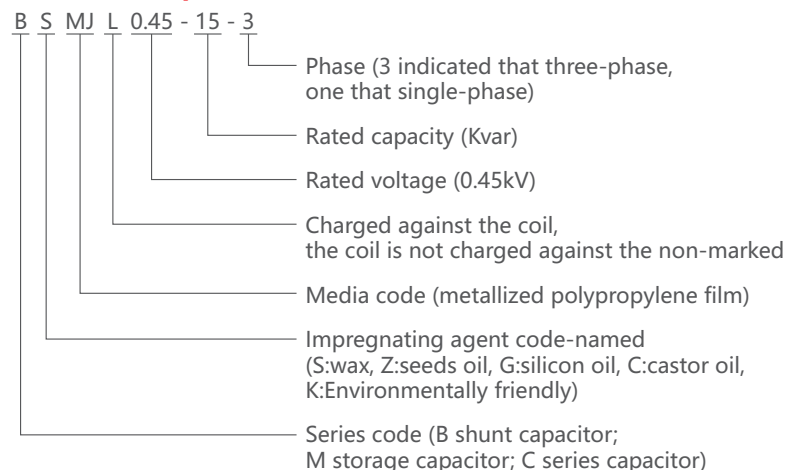 B S MJ L 0.45 - 15 - 3
Phase (3 indicated that three-phase,
one that single-phase)
Rated capacity (Kvar)
Rated voltage (0.45kV)
Charged against the coil,
the coil is not charged against the non-marked
Media code (metallized polypropylene film)
Impregnating agent code-named
(S:wax, Z:seeds oil, G:silicon oil, C:castor oil,
K:Environmentally friendly)
Series code (B shunt capacitor;
M storage capacitor; C series capacitor)